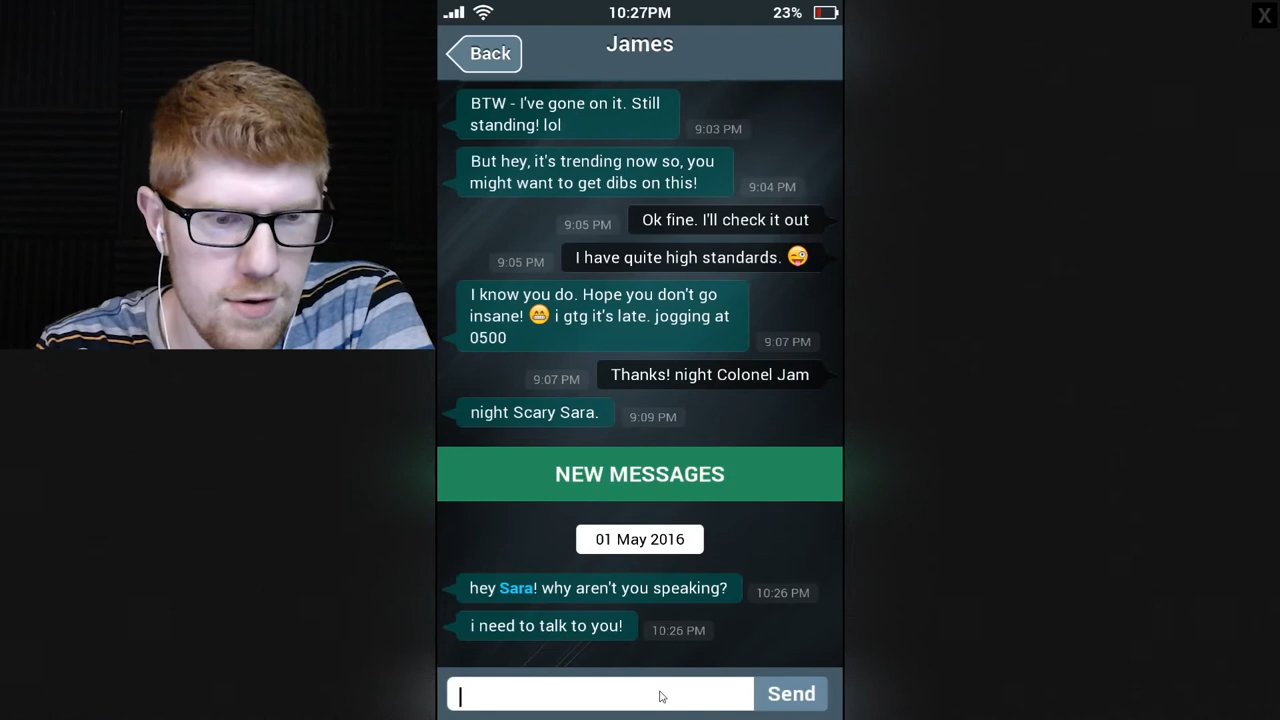 10:27PM
23%
X
Back
James
BTW - I've gone on it. Still
standing! lol
9:03 PM
But hey, it's trending now so, you
might want to get dibs on this!
9:04 PM
Ok fine. I'll check it out
9:05 PM
I have quite high standards. 😜
9:05 PM
I know you do. Hope you don't go
insane! 😁 i gtg it's late. jogging at
0500
9:07 PM
Thanks! night Colonel Jam
9:07 PM
night Scary Sara.
9:09 PM
NEW MESSAGES
01 May 2016
hey Sara! why aren't you speaking?
10:26 PM
i need to talk to you!
10:26 PM
Send